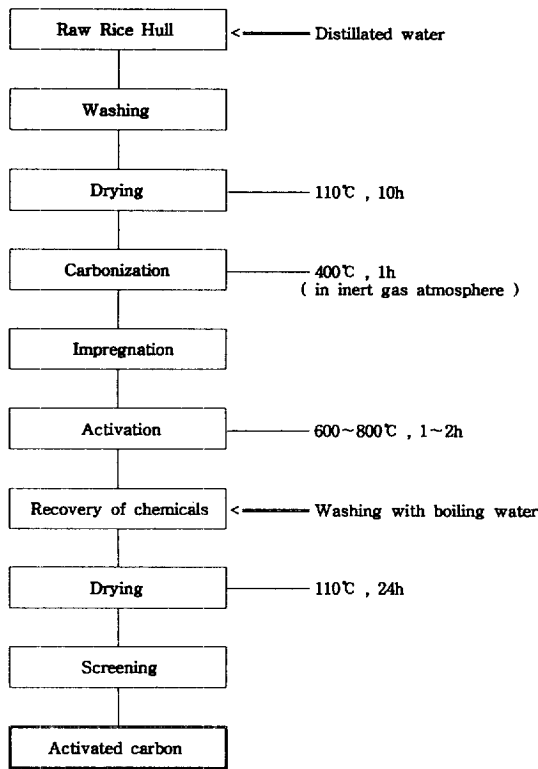 Raw Rice Hull
Distillated water
Washing
Drying
110℃ , 10h
Carbonization
400℃ , 1h
( in inert gas atmosphere )
Impregnation
Activation
600~800℃ , 1~2h
Recovery of chemicals
Washing with boiling water
Drying
110℃ , 24h
Screening
Activated carbon